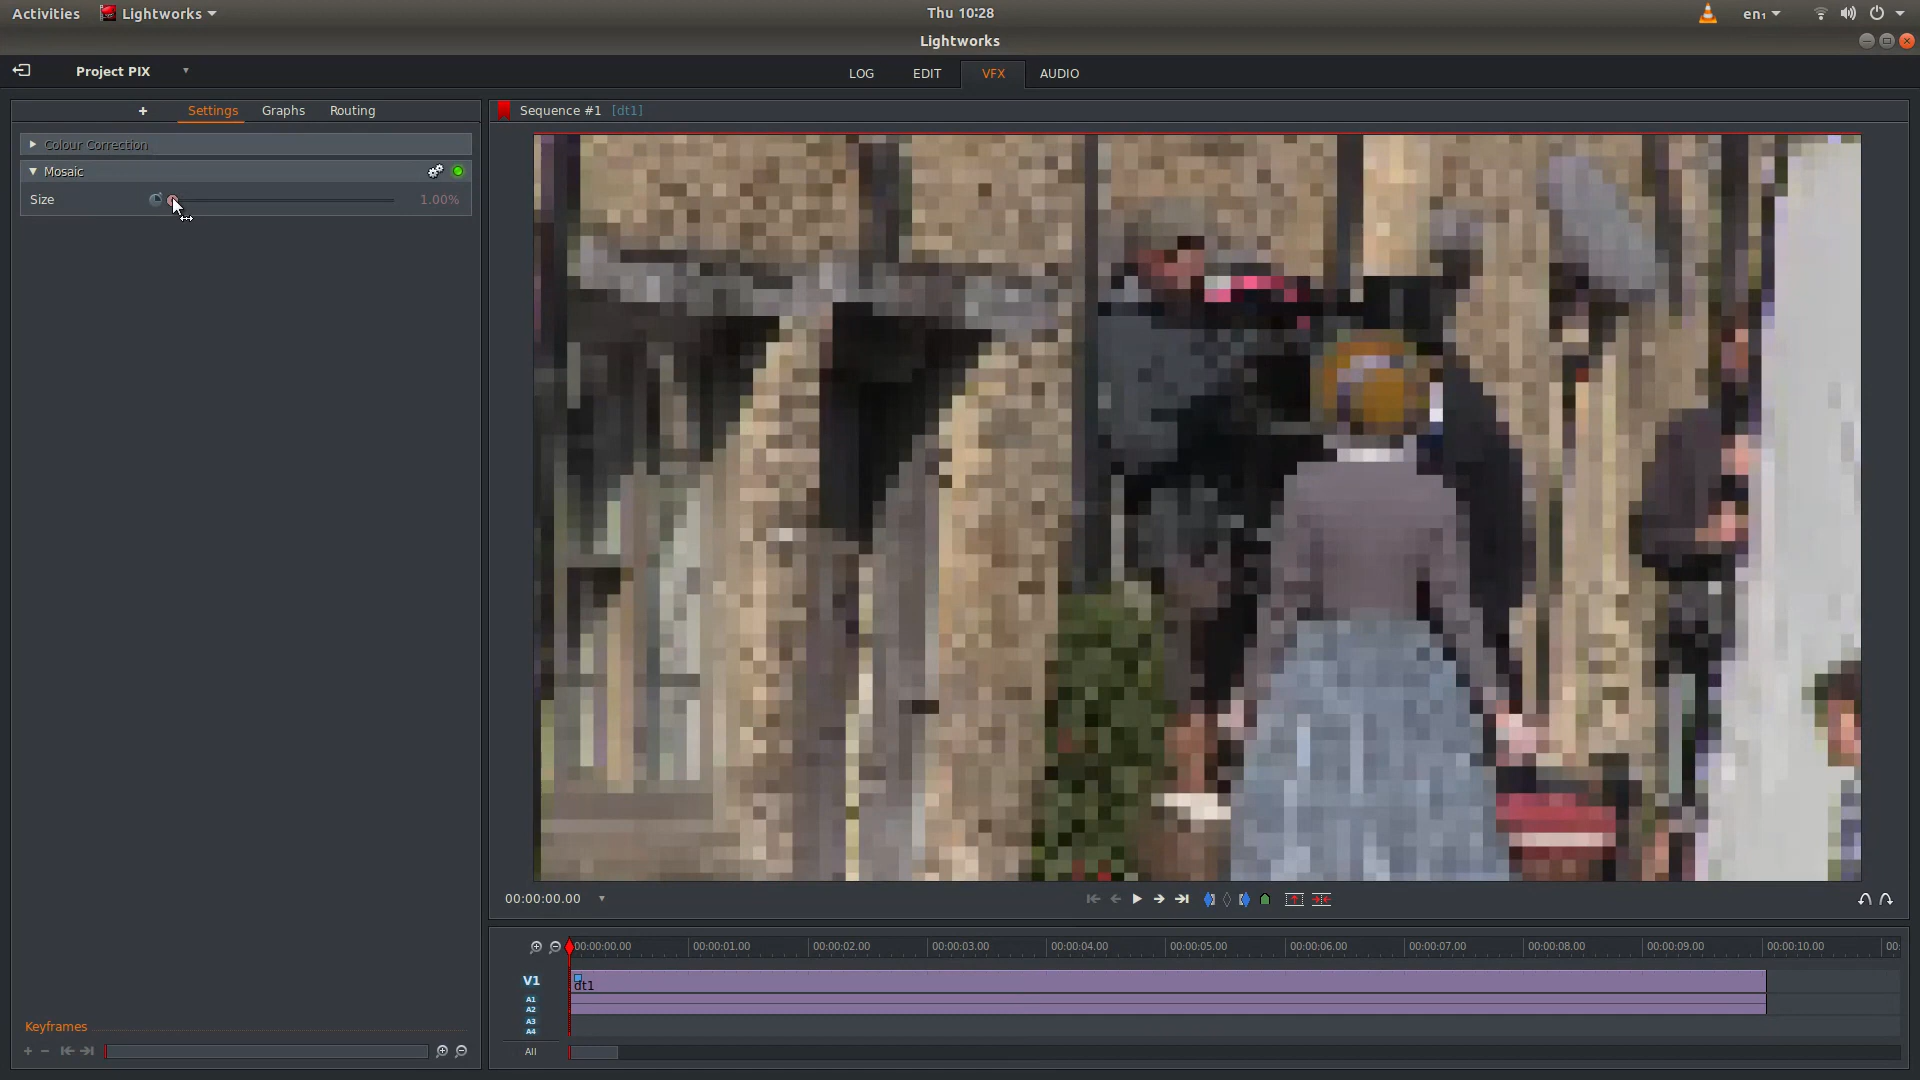 Activities Lightworks Thu 10:28 en₁
Lightworks
Project PIX LOG EDIT VFX AUDIO
+ Settings Graphs Routing
Sequence #1 [dt1]
Colour Correction
Mosaic
Size 1.00%
00:00:00.00
00:00:00.00 00:00:01.00 00:00:02.00 00:00:03.00 00:00:04.00 00:00:05.00 00:00:06.00 00:00:07.00 00:00:08.00 00:00:09.00 00:00:10.00 00:
V1 dt1
A1
A2
A3
A4
Keyframes
All